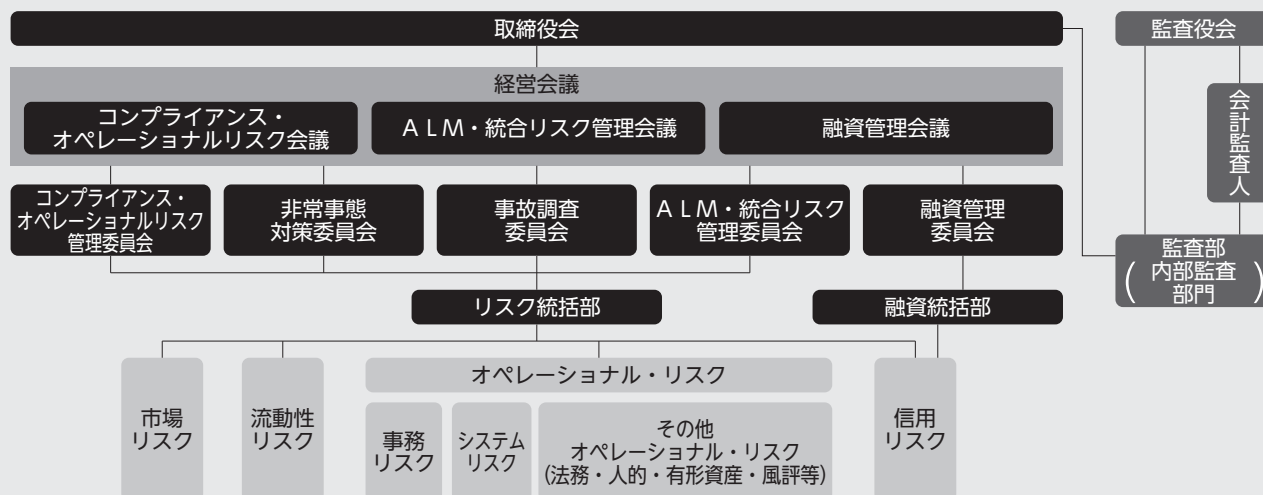 取締役会
監査役会
経営会議
コンプライアンス・
オペレーショナルリスク会議
ＡＬＭ・統合リスク管理会議
融資管理会議
会計監査人
コンプライアンス・
オペレーショナルリスク
管理委員会
非常事態
対策委員会
事故調査
委員会
ＡＬＭ・統合リスク
管理委員会
融資管理
委員会
監査部
(内部監査
部門)
リスク統括部
融資統括部
オペレーショナル・リスク
市場
リスク
流動性
リスク
事務
リスク
システム
リスク
その他
オペレーショナル・リスク
(法務・人的・有形資産・風評等)
信用
リスク